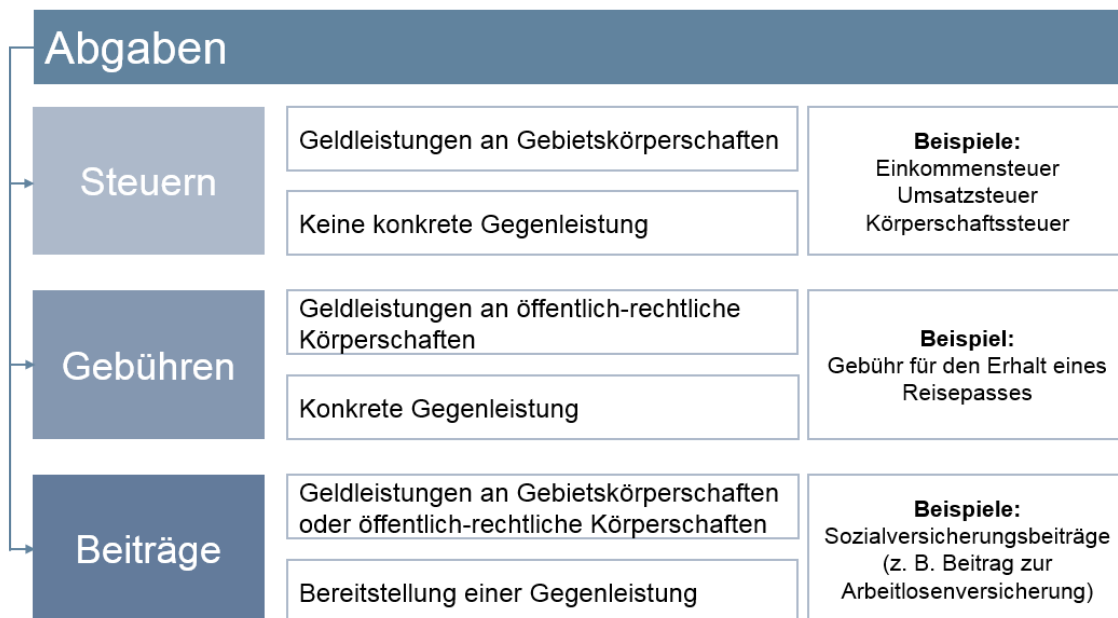 Abgaben
Steuern
Geldleistungen an Gebietskörperschaften
Keine konkrete Gegenleistung
Beispiele:
Einkommensteuer
Umsatzsteuer
Körperschaftssteuer
Gebühren
Geldleistungen an öffentlich-rechtliche
Körperschaften
Konkrete Gegenleistung
Beispiel:
Gebühr für den Erhalt eines
Reisepasses
Beiträge
Geldleistungen an Gebietskörperschaften
oder öffentlich-rechtliche Körperschaften
Bereitstellung einer Gegenleistung
Beispiele:
Sozialversicherungsbeiträge
(z. B. Beitrag zur
Arbeitlosenversicherung)